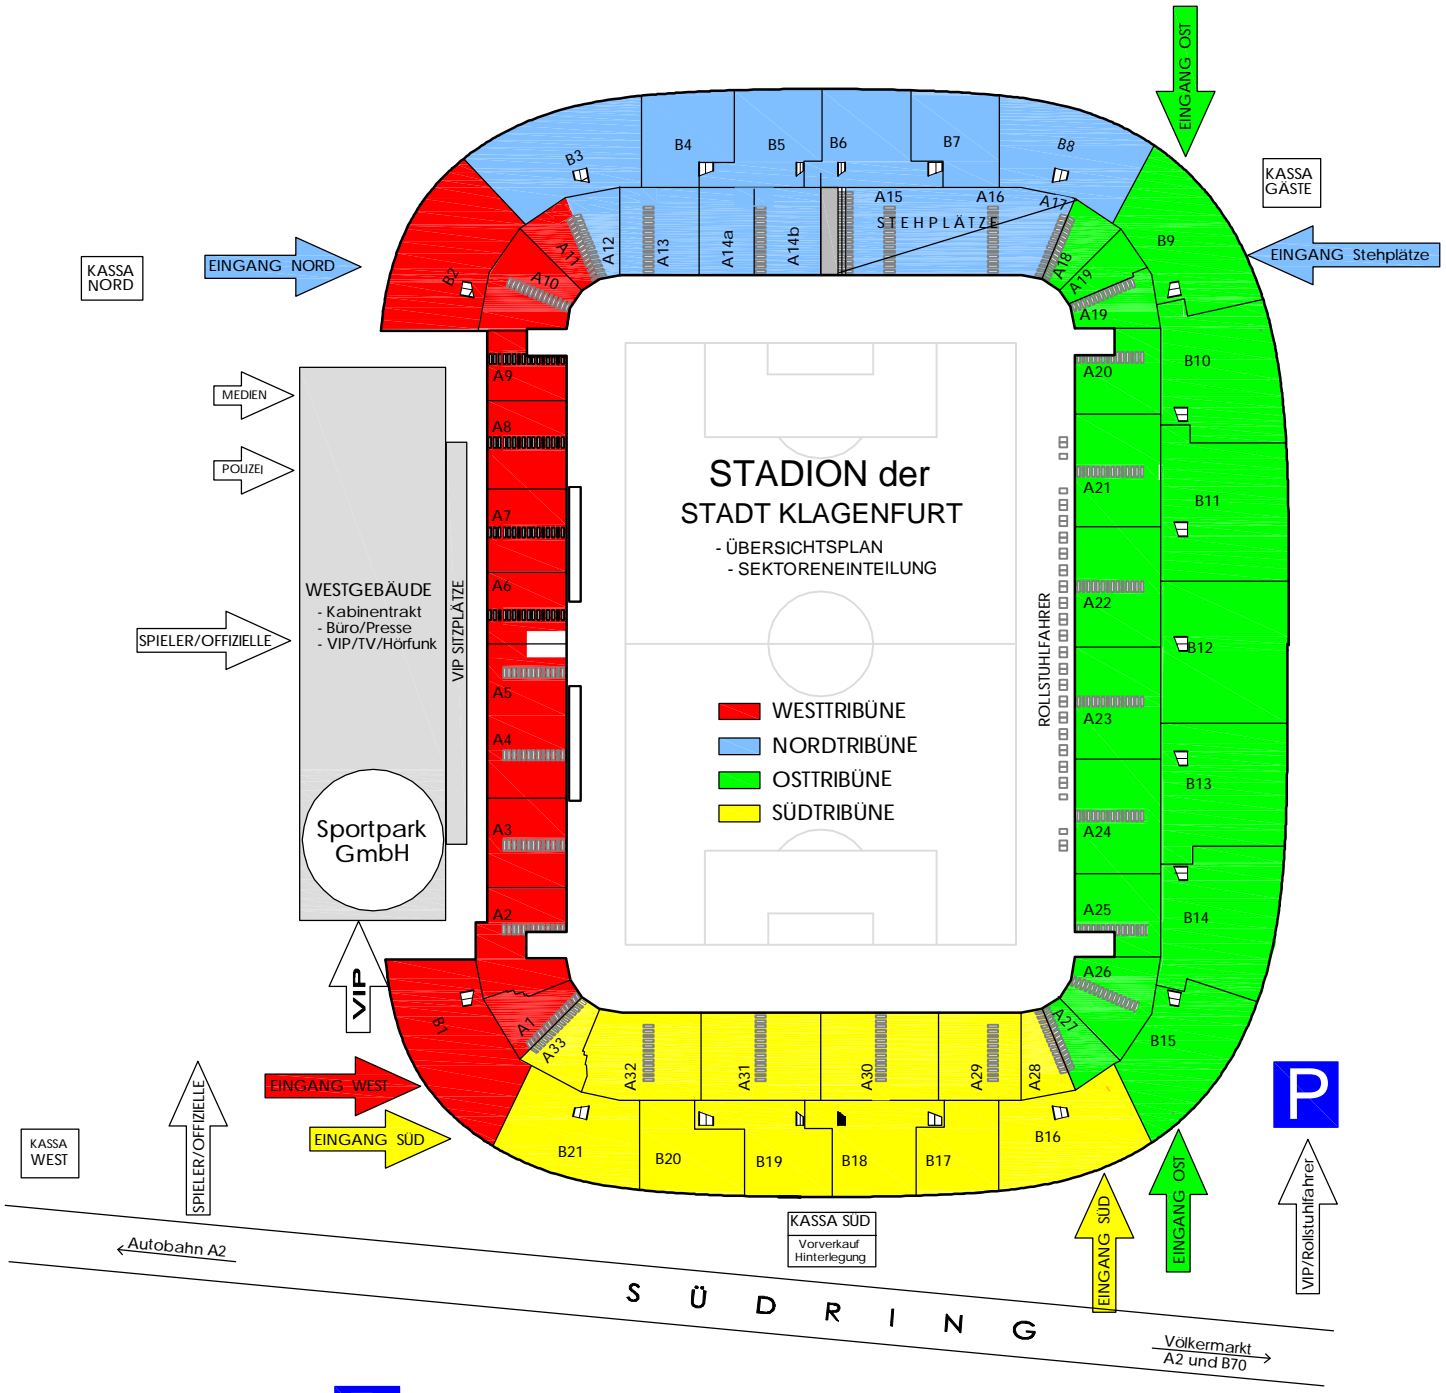 EINGANG OST
KASSA
GÄSTE
EINGANG Stehplätze
EINGANG NORD
KASSA
NORD
B3
B4
B5
B6
B7
B8
B9
B2
A10
A11
A12
A13
A14a
A14b
A15
A16
STEHPLÄTZE
A17
A18
A19
A19
B10
B11
B12
B13
B14
B15
A20
A21
A22
A23
A24
A25
A26
A27
ROLLSTUHLFAHRER
MEDIEN
POLIZEI
SPIELER/OFFIZIELLE
WESTGEBÄUDE
- Kabinentrakt
- Büro/Presse
- VIP/TV/Hörfunk
VIP SITZPLÄTZE
Sportpark
GmbH
A9
A8
A7
A6
A5
A4
A3
A2
A1
B1
STADION der
STADT KLAGENFURT
- ÜBERSICHTSPLAN
- SEKTORENEINTEILUNG
WESTTRIBÜNE
NORDTRIBÜNE
OSTTRIBÜNE
SÜDTRIBÜNE
VIP
A33
A32
A31
A30
A29
A28
B21
B20
B19
B18
B17
B16
EINGANG WEST
EINGANG SÜD
KASSA
WEST
SPIELER/OFFIZIELLE
KASSA SÜD
Vorverkauf
Hinterlegung
EINGANG SÜD
EINGANG OST
P
VIP/Rollstuhlfahrer
Autobahn A2
SÜDRING
Völkermarkt
A2 und B70